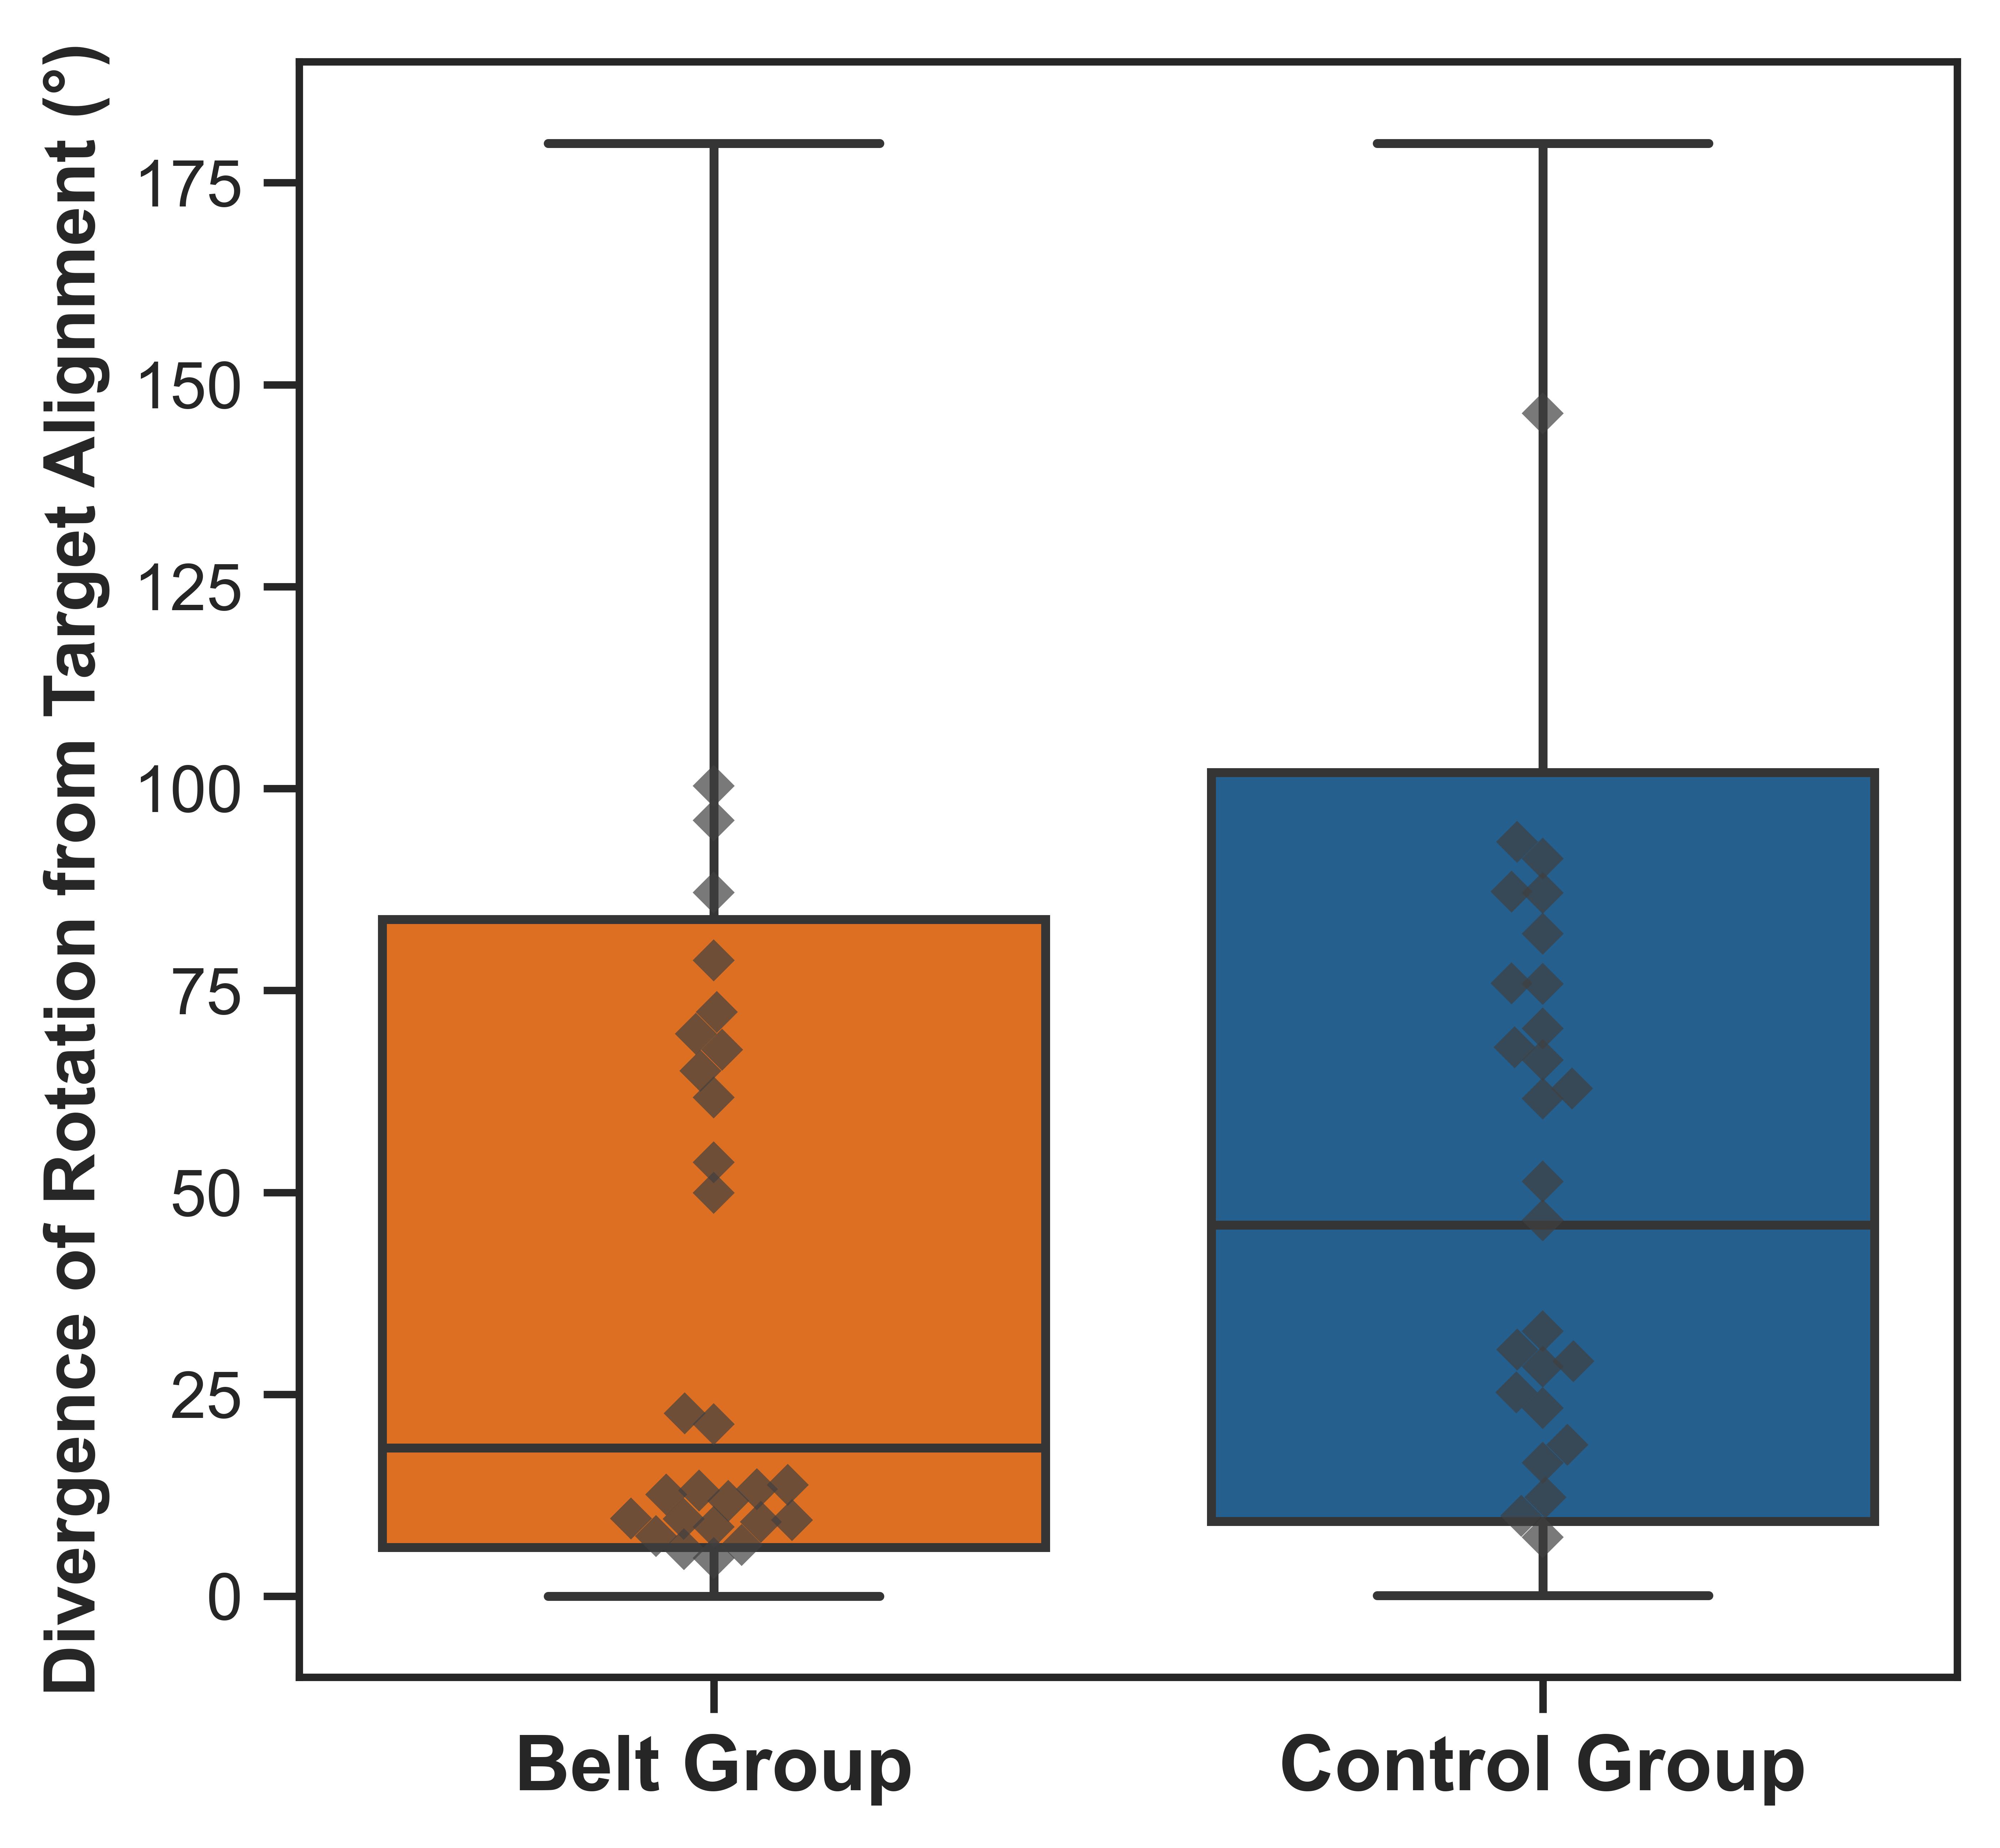 Divergence of Rotation from Target Alignment (°)
175
150
125
100
75
50
25
0
Belt Group
Control Group